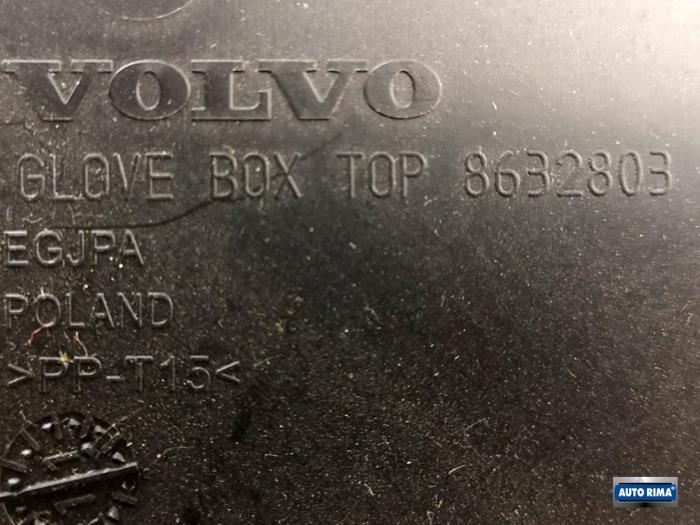 VOLVO
GLOVE BOX TOP 8632803
EGJPA
POLAND
>PP-T15<
AUTO RIMA